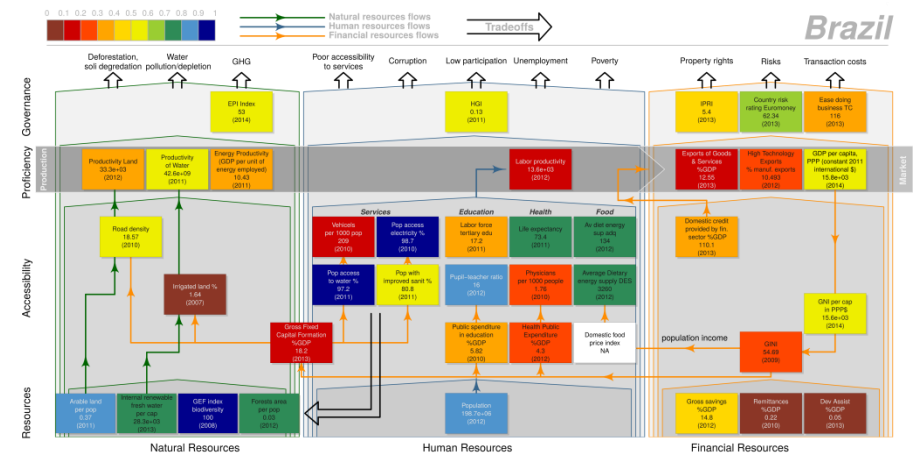 0 0.1 0.2 0.3 0.4 0.5 0.6 0.7 0.8 0.9 1
Natural resources flows
Human resources flows
Financial resources flows
Tradeoffs
Brazil
Deforestation,
soil degredation
Water
pollution/depletion
GHG
Poor accessibility
to services
Corruption
Low participation
Unemployment
Poverty
Property rights
Risks
Transaction costs
Governance
EPI Index
53
(2014)
HGI
0.13
(2011)
IPRI
5.4
(2013)
Country risk
rating Euromoney
62.34
(2013)
Ease doing
business TC
116
(2013)
Proficiency
Production
Productivity Land
33.3e+03
(2012)
Productivity
of Water
42.6e+09
(2011)
Energy Productivity
(GDP per unit of
energy employed)
10.43
(2011)
Labor productivity
13.6e+03
(2012)
Exports of Goods
& Services
%GDP
12.55
(2013)
High Technology
Exports
% manuf. exports
10.493
(2012)
GDP per capita,
PPP (constant 2011
international $)
15.8e+03
(2014)
Market
Accessibility
Road density
18.57
(2010)
Irrigated land %
1.64
(2007)
Services
Education
Health
Food
Vehicels
per 1000 pop
209
(2010)
Pop access
electricity %
98.7
(2010)
Labor force
tertiary edu
17.2
(2011)
Life expectancy
73.4
(2011)
Av diet energy
sup adq
134
(2012)
Pop access
to water %
97.2
(2011)
Pop with
improved sanit %
80.8
(2011)
Pupil-teacher ratio
16
(2012)
Physicians
per 1000 people
1.76
(2010)
Average Dietary
energy supply DES
3260
(2012)
Gross Fixed
Capital Formation
%GDP
18.2
(2013)
Public spenditure
in education
%GDP
5.82
(2010)
Health Public
Expenditure
%GDP
4.3
(2012)
Domestic food
price index
NA
Domestic credit
provided by fin.
sector %GDP
110.1
(2013)
GNI per cap
in PPP$
15.6e+03
(2014)
population income
GINI
54.69
(2009)
Resources
Arable land
per pop
0.37
(2011)
Internal renewable
fresh water
per cap
28.3e+03
(2013)
GEF index
biodiversity
100
(2008)
Forests area
per pop
0.02
(2012)
Population
198.7e+06
(2012)
Gross savings
%GDP
14.8
(2012)
Remittances
%GDP
0.22
(2010)
Dev Assist
%GDP
0.05
(2013)
Natural Resources
Human Resources
Financial Resources